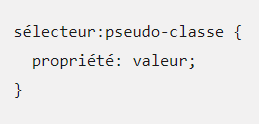 sélecteur:pseudo-classe {
  propriété: valeur;
}